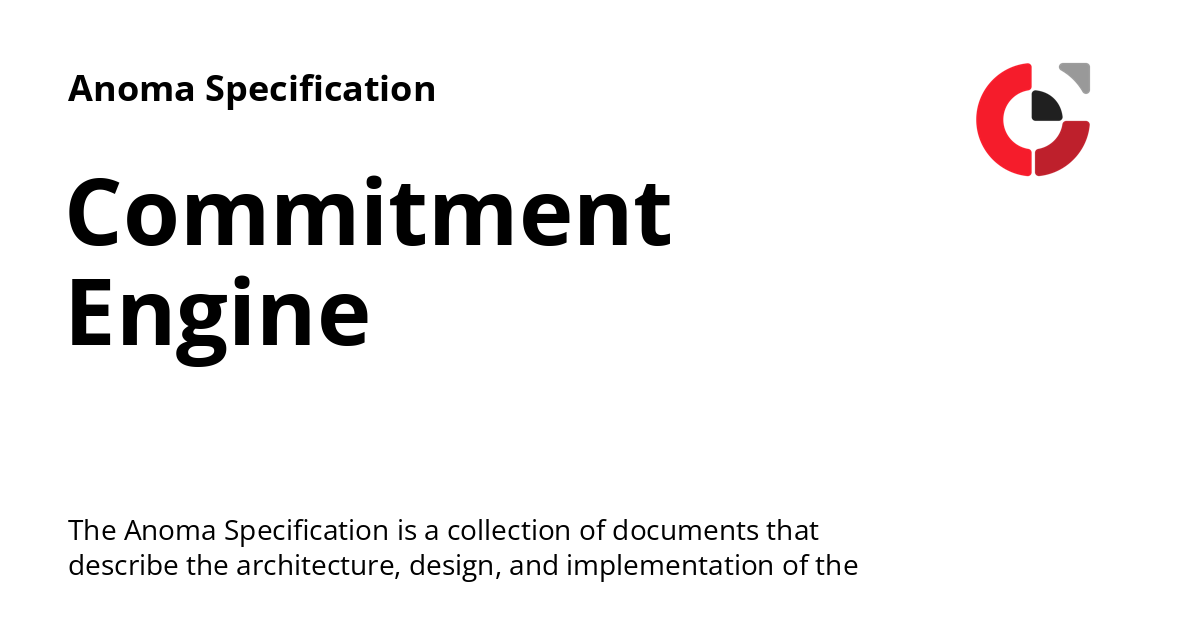 Anoma Specification
Commitment
Engine
The Anoma Specification is a collection of documents that
describe the architecture, design, and implementation of the